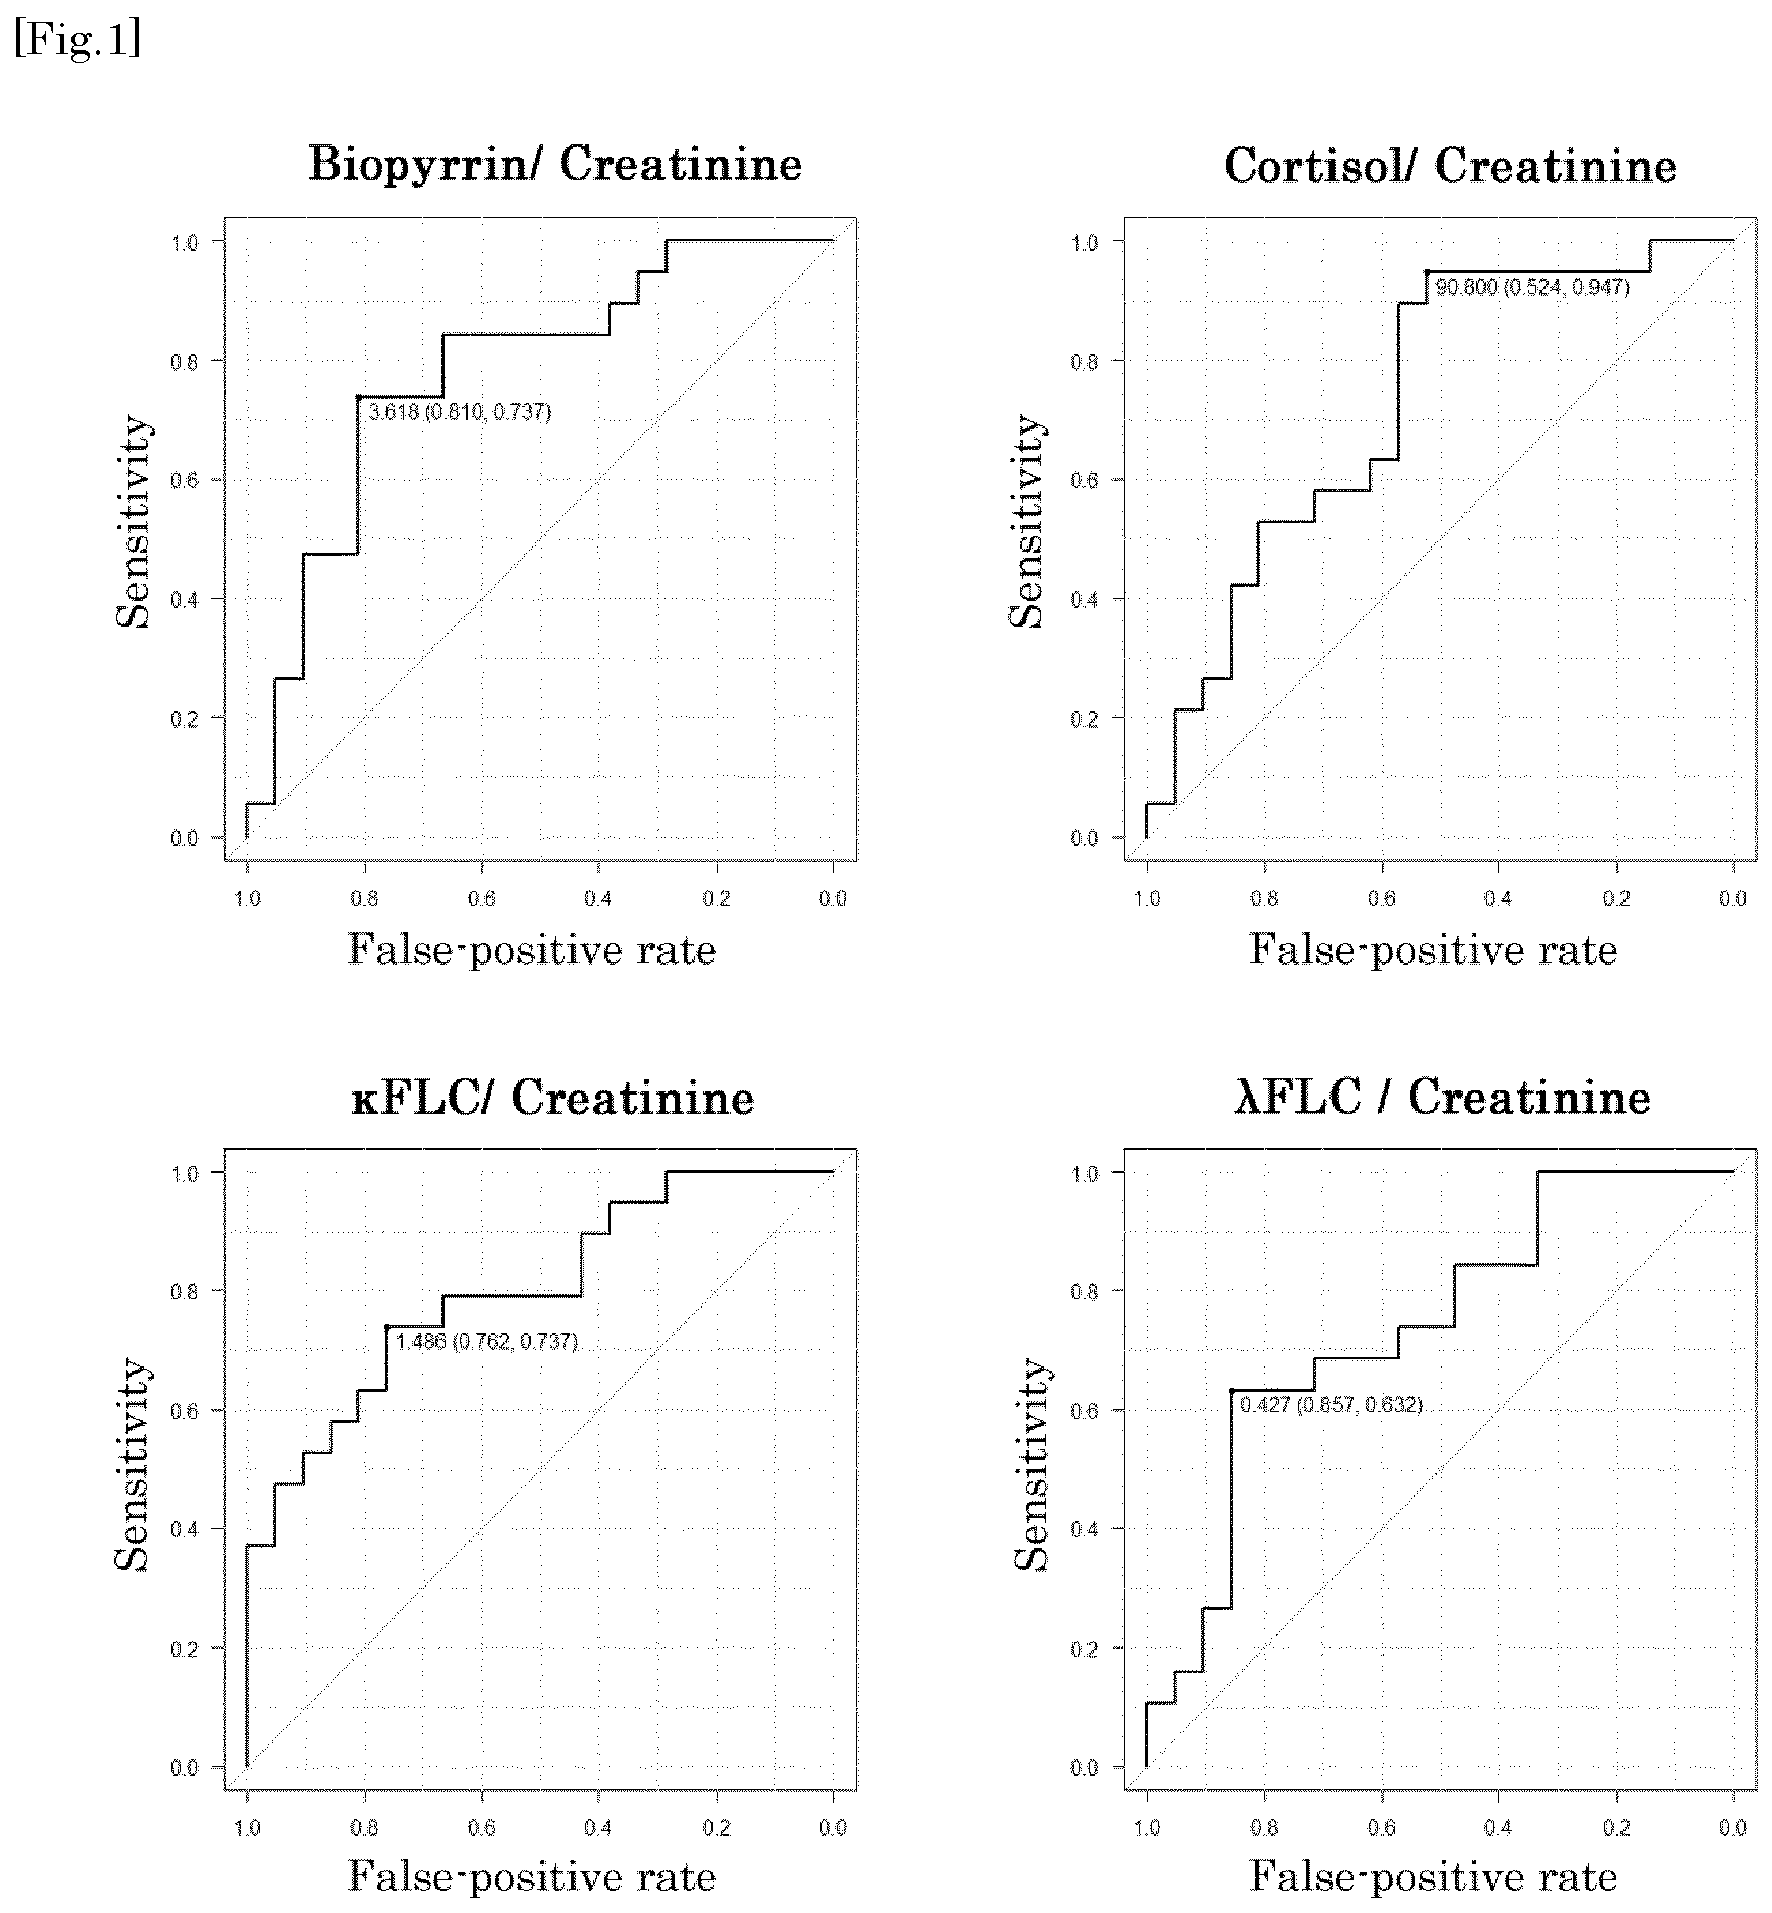 [Fig.1]
Biopyrrin/ Creatinine
Sensitivity
1.0
0.8
0.6
0.4
0.2
0.0
3.618 (0.810, 0.737)
1.0 0.8 0.6 0.4 0.2 0.0
False-positive rate
Cortisol/ Creatinine
Sensitivity
1.0
0.8
0.6
0.4
0.2
0.0
90.800 (0.524, 0.947)
1.0 0.8 0.6 0.4 0.2 0.0
False-positive rate
κFLC/ Creatinine
Sensitivity
1.0
0.8
0.6
0.4
0.2
0.0
1.486 (0.762, 0.737)
1.0 0.8 0.6 0.4 0.2 0.0
False-positive rate
λFLC / Creatinine
Sensitivity
1.0
0.8
0.6
0.4
0.2
0.0
0.427 (0.857, 0.632)
1.0 0.8 0.6 0.4 0.2 0.0
False-positive rate